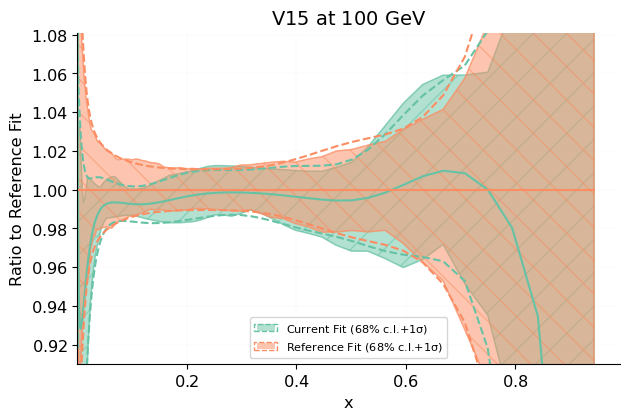 V15 at 100 GeV
Ratio to Reference Fit
1.08
1.06
1.04
1.02
1.00
0.98
0.96
0.94
0.92
Current Fit (68% c.l.+1σ)
Reference Fit (68% c.l.+1σ)
0.2 0.4 0.6 0.8
x